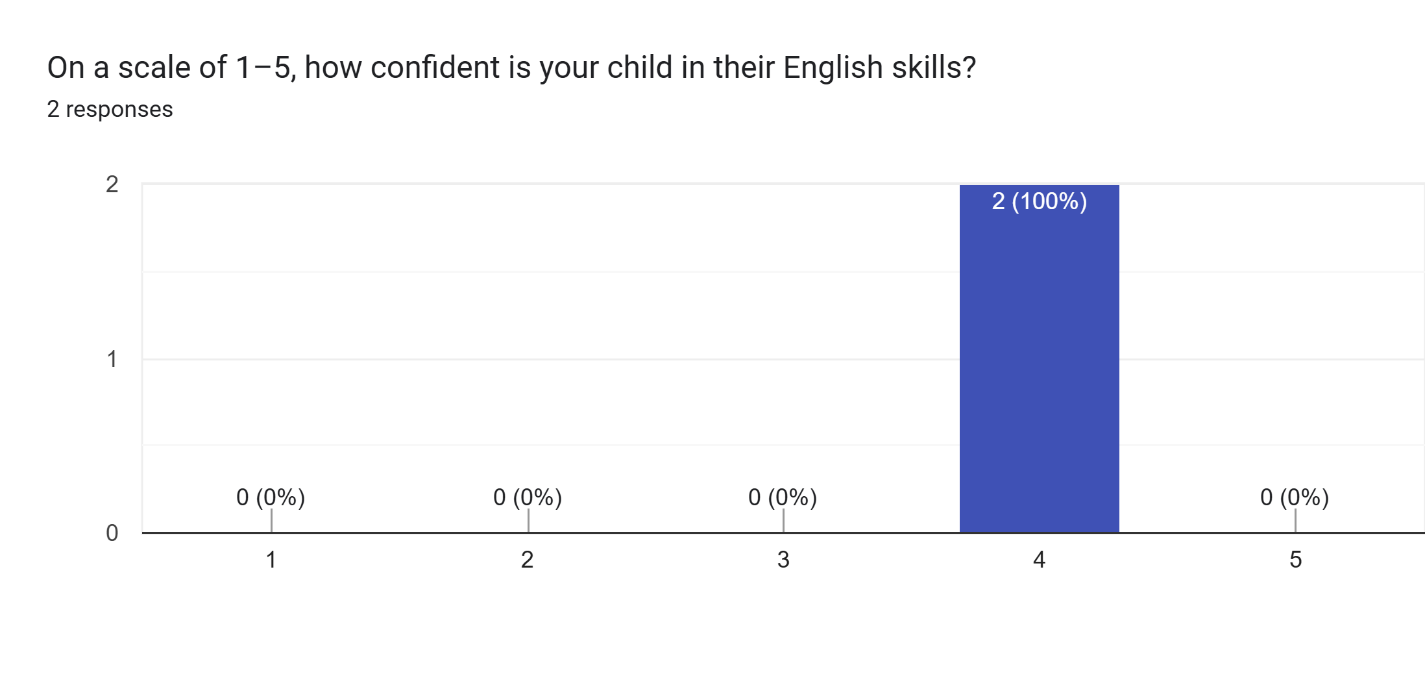 On a scale of 1–5, how confident is your child in their English skills?
2 responses
2
2 (100%)
1
0 (0%) 0 (0%) 0 (0%) 0 (0%)
0
1 2 3 4 5